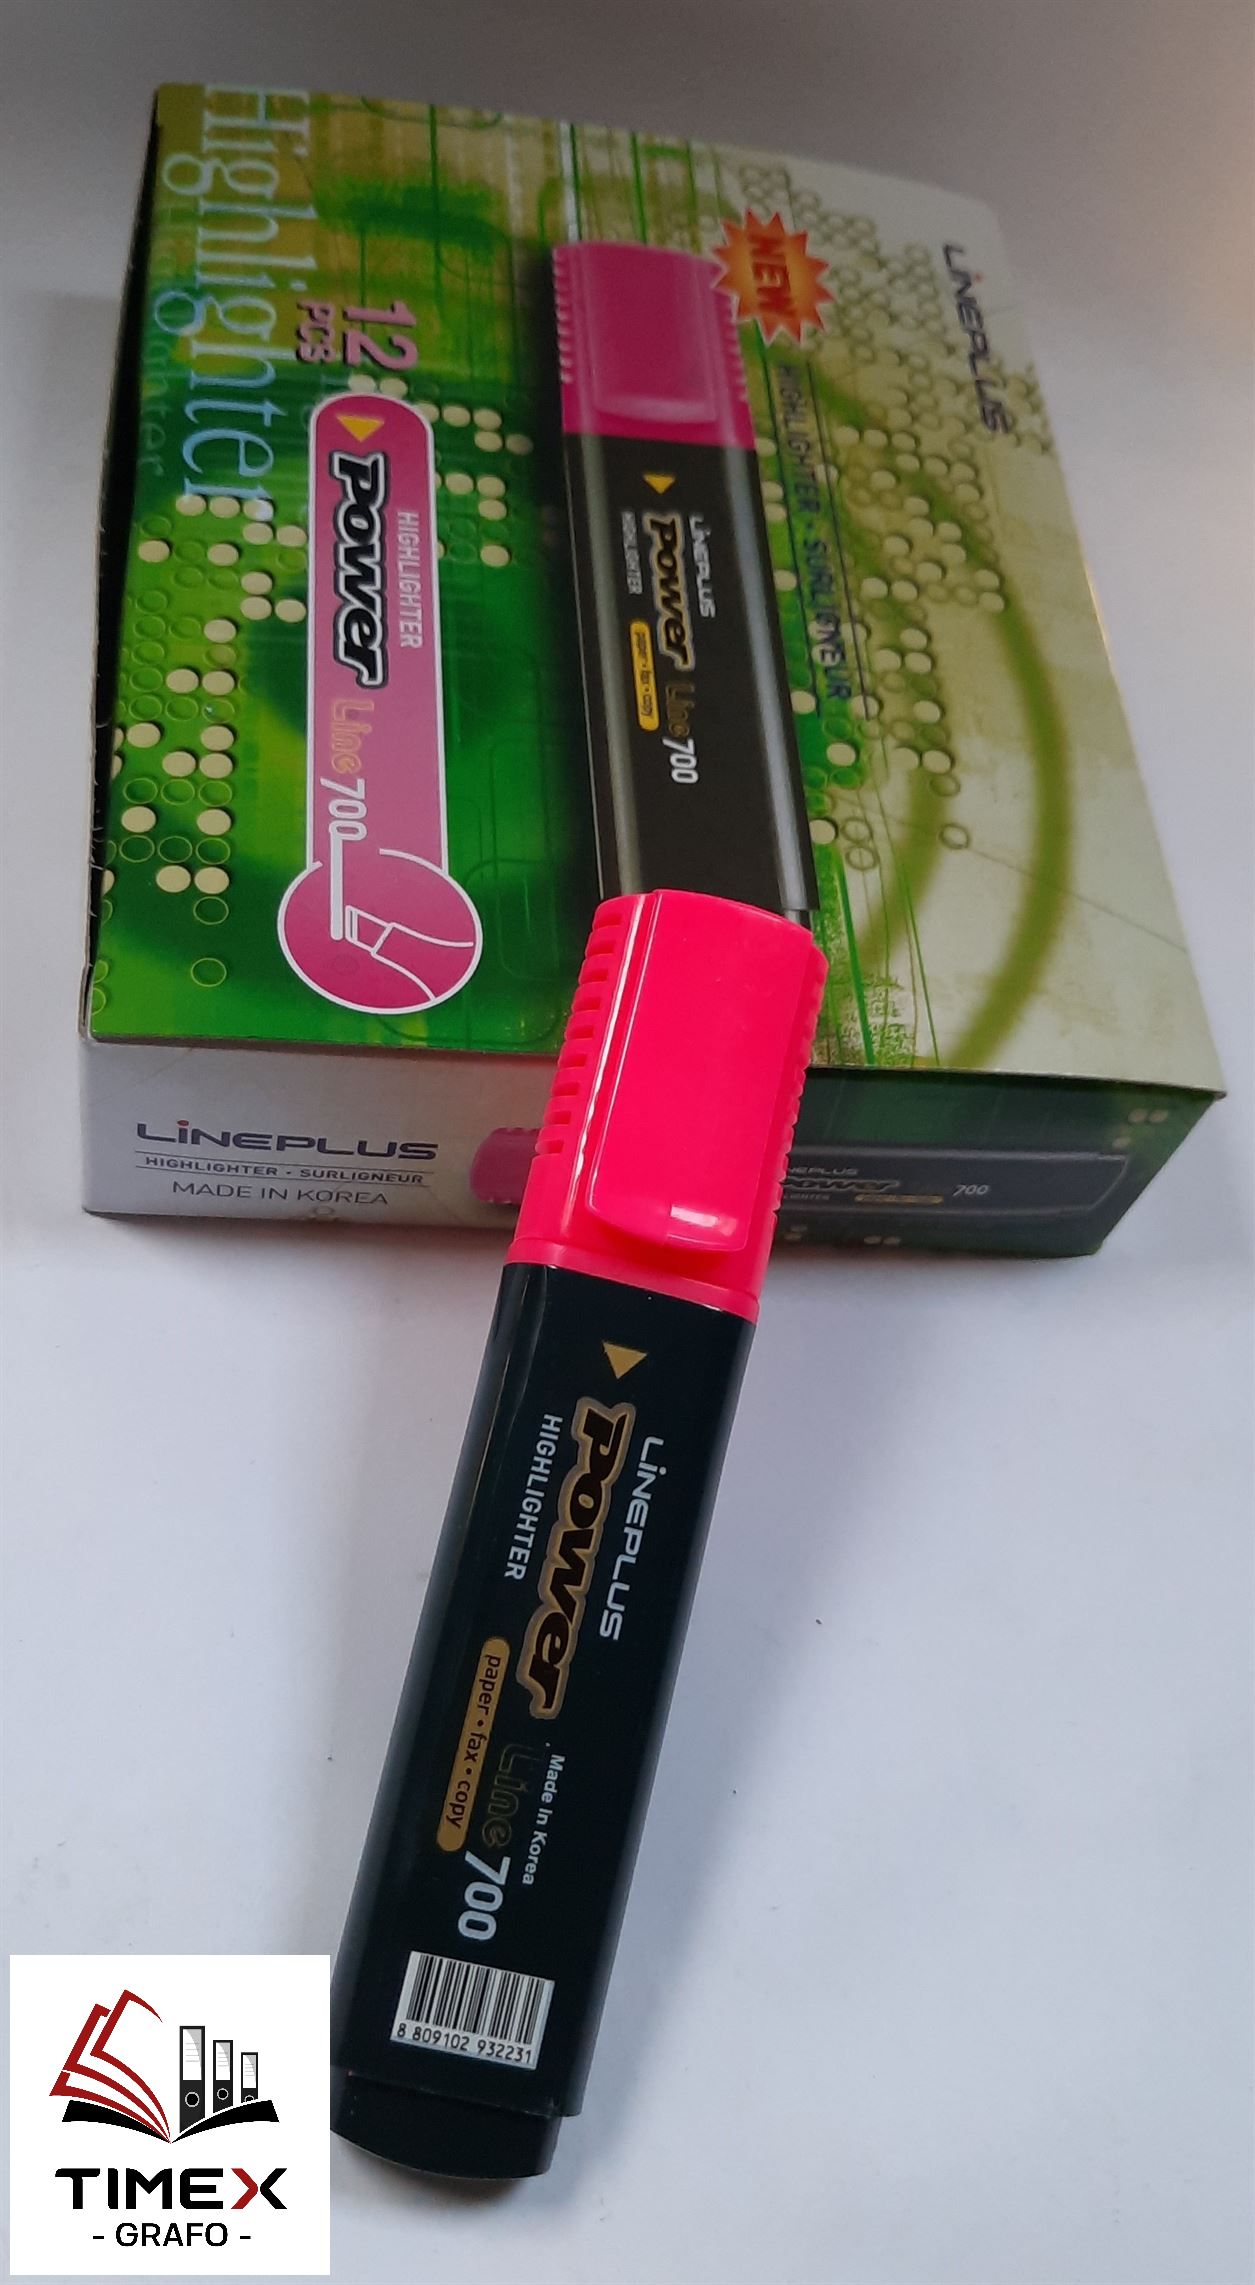 LINEPLUS
NEW
HIGHLIGHTER · SURLIGNEUR
LINEPLUS
Power Line 700
HIGHLIGHTER
paper • fax • copy
12
PCS
HIGHLIGHTER
Power Line 700
Highlighter
LINEPLUS
HIGHLIGHTER · SURLIGNEUR
MADE IN KOREA
LINEPLUS
Power
700
LINEPLUS
Power Line 700
HIGHLIGHTER
paper • fax • copy
Made In Korea
8 809102 932231
TIMEX
- GRAFO -